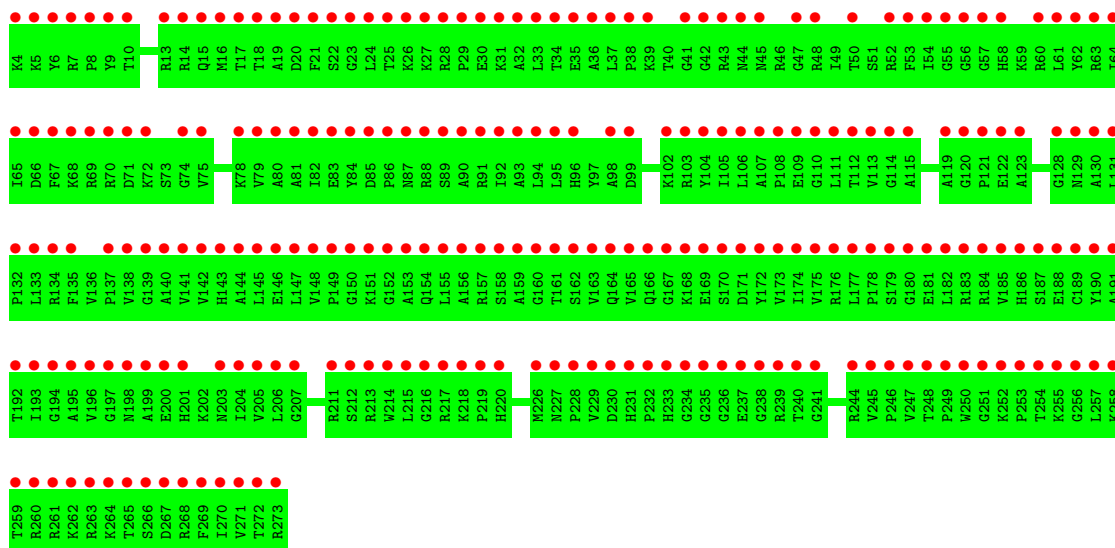 K4 K5 Y6 R7 P8 Y9 T10 R13 R14 Q15 M16 T17 T18 A19 D20 F21 S22 G23 L24 T25 K26 K27 R28 P29 E30 K31 A32 L33 T34 E35 A36 L37 P38 K39 T40 G41 G42 R43 N44 N45 R46 G47 R48 I49 T50 S51 R52 F53 I54 G55 G56 G57 H58 K59 R60 L61 Y62 R63 I64
I65 D66 F67 K68 R69 R70 D71 K72 S73 G74 V75 K78 V79 A80 A81 I82 E83 Y84 D85 P86 N87 R88 S89 A90 R91 I92 A93 L94 L95 H96 Y97 A98 D99 K102 R103 Y104 I105 L106 A107 P108 E109 G110 L111 T112 V113 G114 A115 A119 G120 P121 E122 A123 G128 N129 A130 L131
P132 L133 R134 F135 V136 P137 V138 G139 A140 V141 V142 H143 A144 L145 E146 L147 V148 P149 G150 K151 G152 A153 Q154 L155 A156 R157 S158 A159 G160 T161 S162 V163 Q164 V165 Q166 G167 K168 E169 S170 D171 Y172 V173 I174 V175 R176 L177 P178 S179 G180 E181 L182 R183 R184 V185 H186 S187 E188 C189 Y190 A191
T192 I193 G194 A195 V196 G197 N198 A199 E200 H201 K202 N203 I204 V205 L206 G207 R211 S212 R213 W214 L215 G216 R217 K218 P219 H220 M226 N227 P228 V229 D230 H231 P232 H233 G234 G235 G236 E237 G238 R239 T240 G241 R244 V245 P246 V247 T248 P249 W250 G251 K252 P253 T254 K255 G256 L257 K258
T259 R260 R261 K262 R263 K264 T265 S266 D267 R268 F269 I270 V271 T272 R273